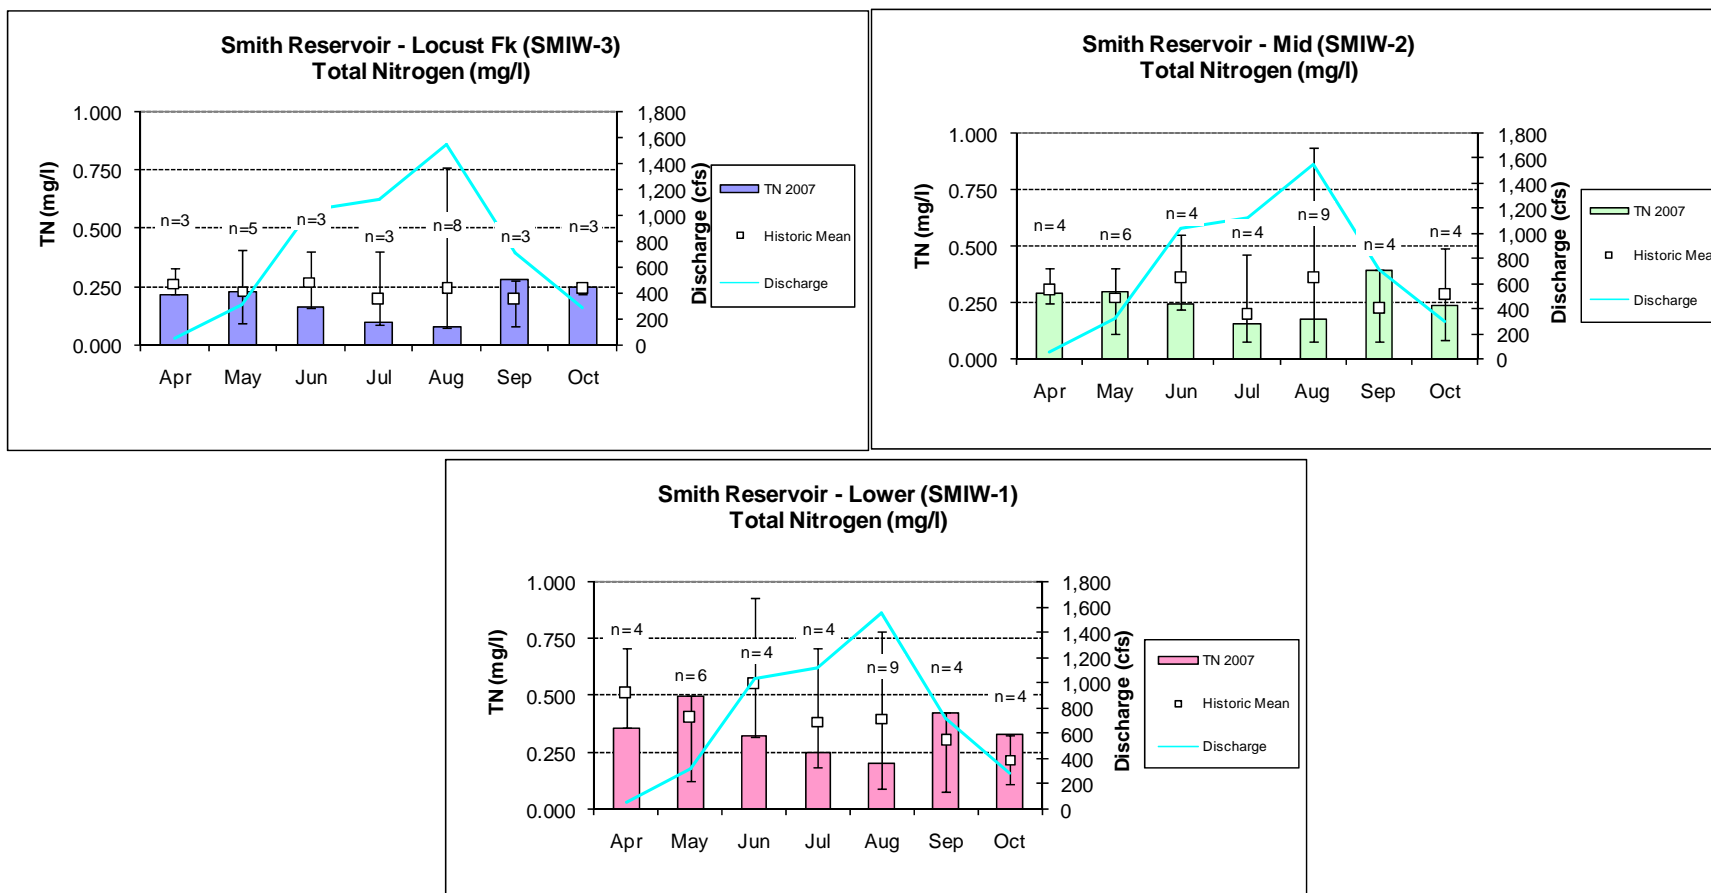 Smith Reservoir - Locust Fk (SMIW-3)
Total Nitrogen (mg/l)
TN (mg/l)
1.000
0.750
0.500
0.250
0.000
n=3
n=5
n=3
n=3
n=8
n=3
n=3
Apr
May
Jun
Jul
Aug
Sep
Oct
1,800
1,600
1,400
1,200
1,000
800
600
400
200
0
Discharge (cfs)
TN 2007
Historic Mean
Discharge
Smith Reservoir - Mid (SMIW-2)
Total Nitrogen (mg/l)
TN (mg/l)
1.000
0.750
0.500
0.250
0.000
n=4
n=6
n=4
n=4
n=9
n=4
n=4
Apr
May
Jun
Jul
Aug
Sep
Oct
1,800
1,600
1,400
1,200
1,000
800
600
400
200
0
Discharge (cfs)
TN 2007
Historic Mean
Discharge
Smith Reservoir - Lower (SMIW-1)
Total Nitrogen (mg/l)
TN (mg/l)
1.000
0.750
0.500
0.250
0.000
n=4
n=6
n=4
n=4
n=9
n=4
n=4
Apr
May
Jun
Jul
Aug
Sep
Oct
1,800
1,600
1,400
1,200
1,000
800
600
400
200
0
Discharge (cfs)
TN 2007
Historic Mean
Discharge